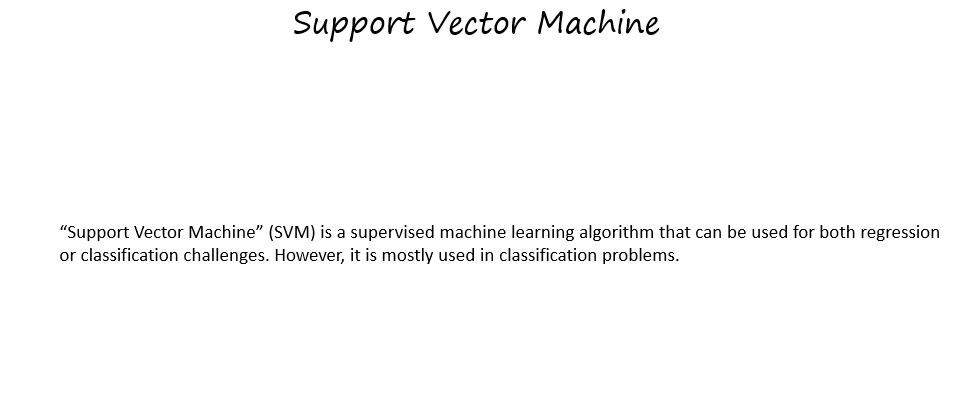 Support Vector Machine
“Support Vector Machine” (SVM) is a supervised machine learning algorithm that can be used for both regression
or classification challenges. However, it is mostly used in classification problems.